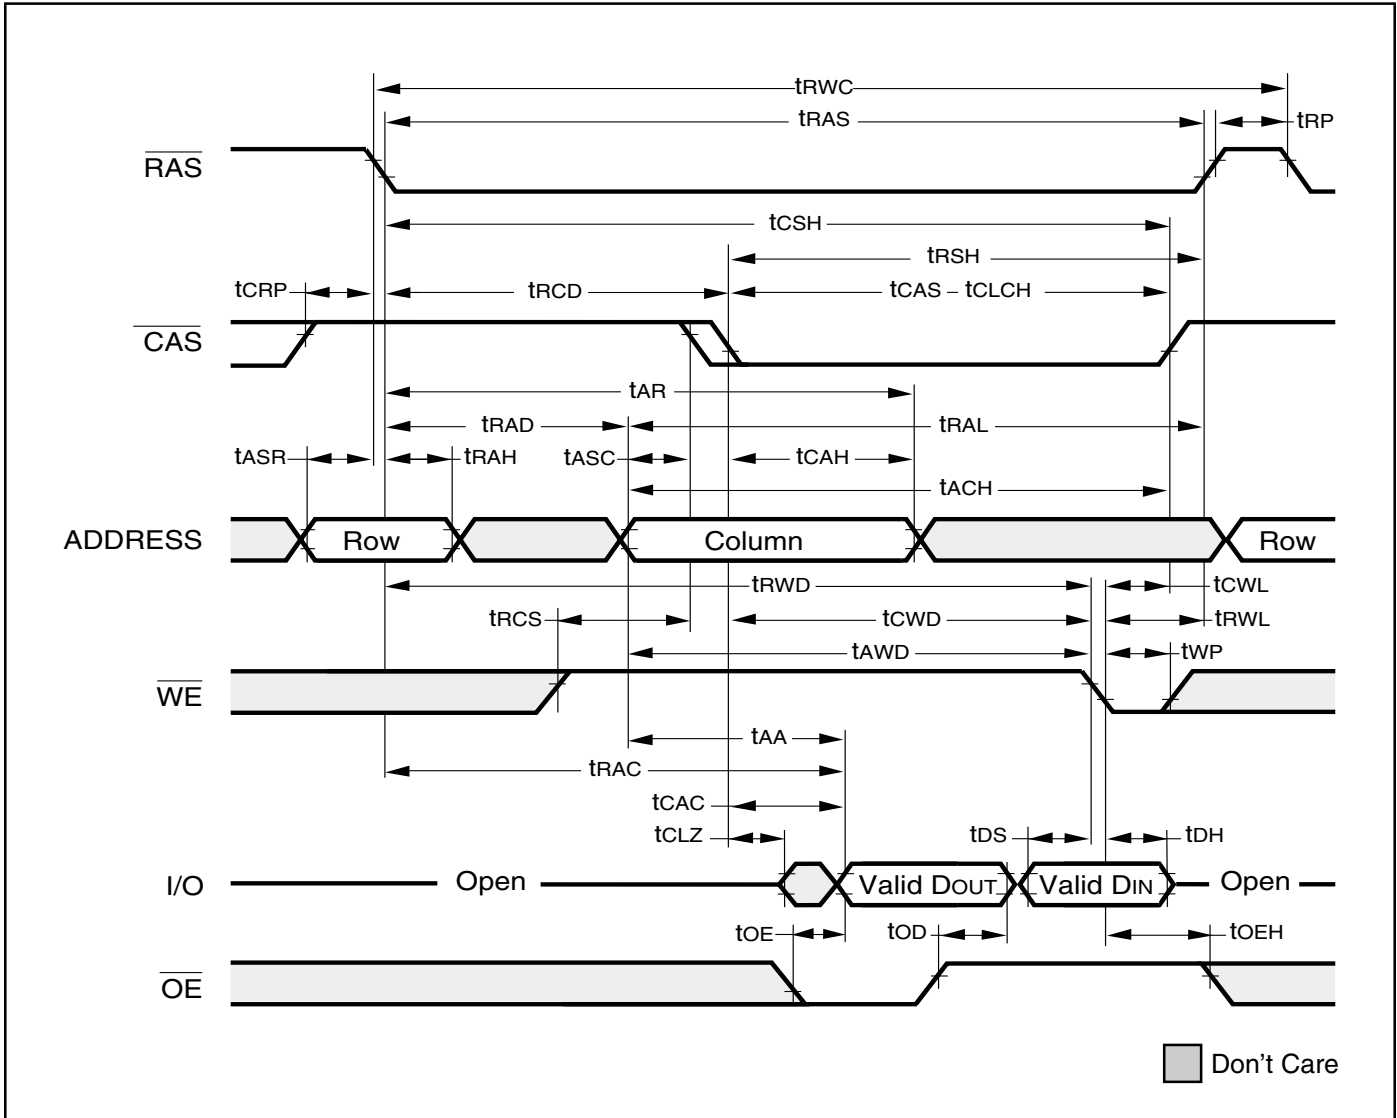 tRWC
tRAS
tRP
RAS
tCSH
tRSH
tCRP
tRCD
tCAS – tCLCH
CAS
tAR
tRAD
tRAL
tASR
tRAH
tASC
tCAH
tACH
ADDRESS
Row
Column
Row
tRWD
tCWL
tRCS
tCWD
tRWL
tAWD
tWP
WE
tAA
tRAC
tCAC
tCLZ
tDS
tDH
I/O
Open
Valid DOUT
Valid DIN
Open
tOE
tOD
tOEH
OE
Don't Care